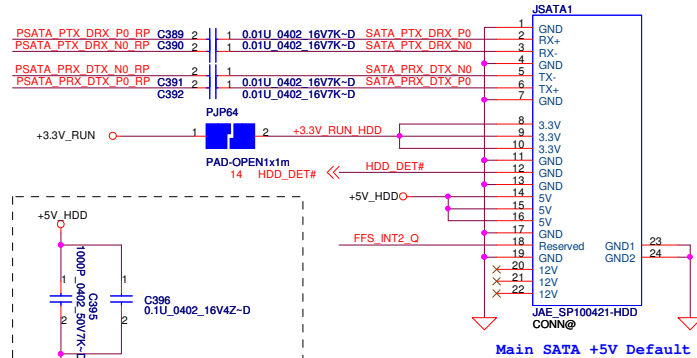 JSATA1
PSATA_PTX_DRX_P0_RP C389 2 1 0.01U_0402_16V7K~D SATA_PTX_DRX_P0
PSATA_PTX_DRX_N0_RP C390 2 1 0.01U_0402_16V7K~D SATA_PTX_DRX_N0
PSATA_PRX_DTX_N0_RP C391 2 1 0.01U_0402_16V7K~D SATA_PRX_DTX_N0
PSATA_PRX_DTX_P0_RP C392 2 1 0.01U_0402_16V7K~D SATA_PRX_DTX_P0
1 GND
2 RX+
3 RX-
4 GND
5 TX-
6 TX+
7 GND
PJP64
+3.3V_RUN 1 2 +3.3V_RUN_HDD
PAD-OPEN1x1m
8 3.3V
9 3.3V
10 3.3V
11 GND
14 HDD_DET# HDD_DET# 12 GND
13 GND
+5V_HDD 14 5V
15 5V
16 5V
17 GND
FFS_INT2_Q 18 Reserved GND1 23
19 GND GND2 24
20 12V
21 12V
22 12V
JAE_SP100421-HDD
CONN@
Main SATA +5V Default
+5V_HDD
1 2
C395
1000P_0402_50V7K~D
1 2
C396
0.1U_0402_16V4Z~D